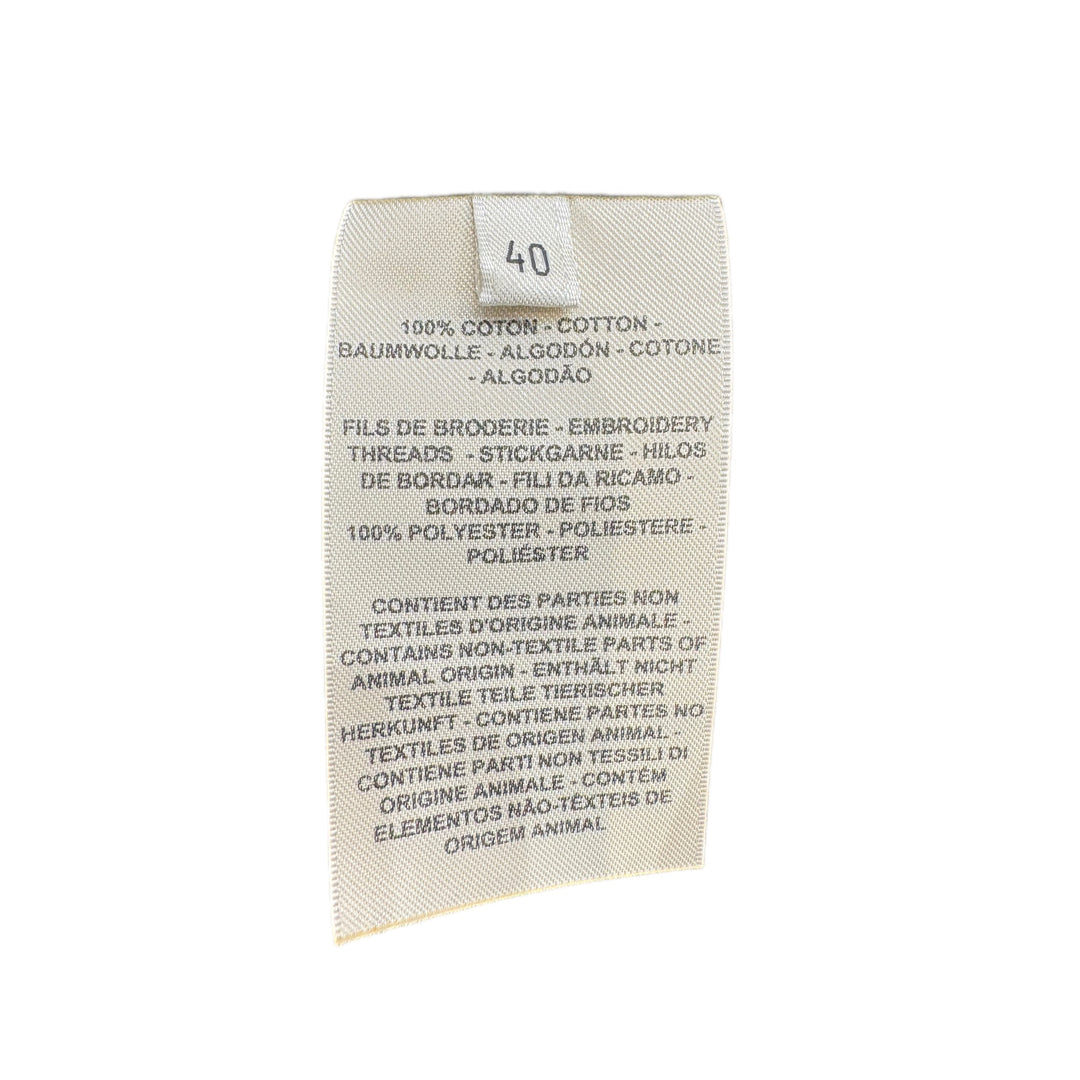 40
100% COTON - COTTON -
BAUMWOLLE - ALGODÓN - COTONE
- ALGODÃO
FILS DE BRODERIE - EMBROIDERY
THREADS - STICKGARNE - HILOS
DE BORDAR - FILI DA RICAMO -
BORDADO DE FIOS
100% POLYESTER - POLIESTERE -
POLIÉSTER
CONTIENT DES PARTIES NON
TEXTILES D'ORIGINE ANIMALE -
CONTAINS NON-TEXTILE PARTS OF
ANIMAL ORIGIN - ENTHÄLT NICHT
TEXTILE TEILE TIERISCHER
HERKUNFT - CONTIENE PARTES NO
TEXTILES DE ORIGEN ANIMAL -
CONTIENE PARTI NON TESSILI DI
ORIGINE ANIMALE - CONTÉM
ELEMENTOS NÃO-TÊXTEIS DE
ORIGEM ANIMAL